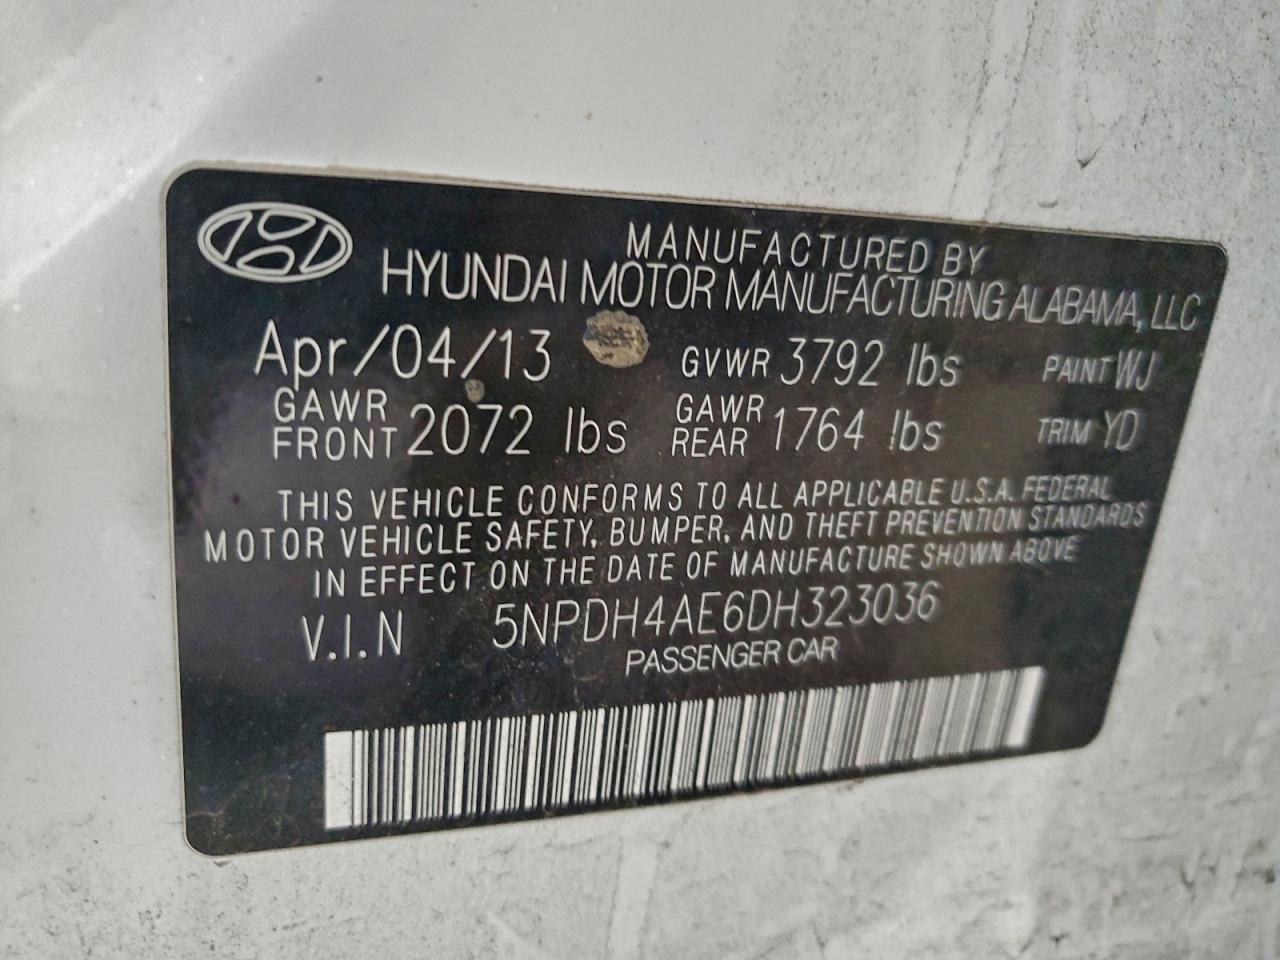 MANUFACTURED BY
HYUNDAI MOTOR MANUFACTURING ALABAMA, LLC
Apr/04/13 GVWR 3792 lbs PAINT WJ
GAWR FRONT 2072 lbs GAWR REAR 1764 lbs TRIM YD
THIS VEHICLE CONFORMS TO ALL APPLICABLE U.S.A. FEDERAL
MOTOR VEHICLE SAFETY, BUMPER, AND THEFT PREVENTION STANDARDS
IN EFFECT ON THE DATE OF MANUFACTURE SHOWN ABOVE
V.I.N 5NPDH4AE6DH323036
PASSENGER CAR